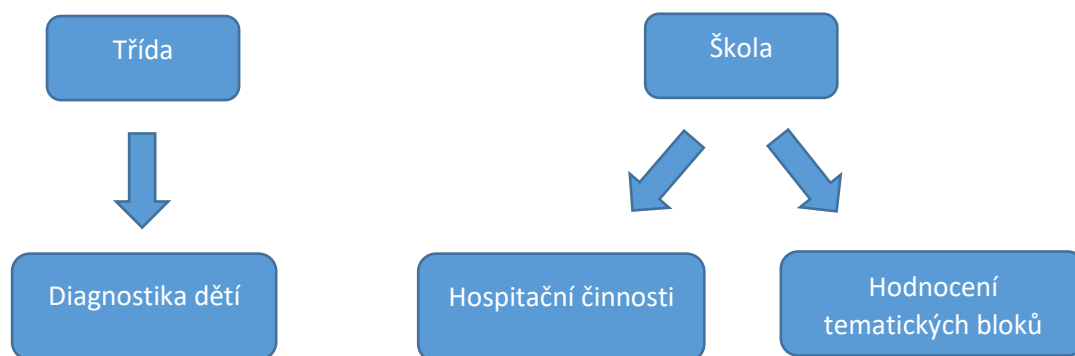 Třída
Škola
Diagnostika dětí
Hospitační činnosti
Hodnocení
tematických bloků